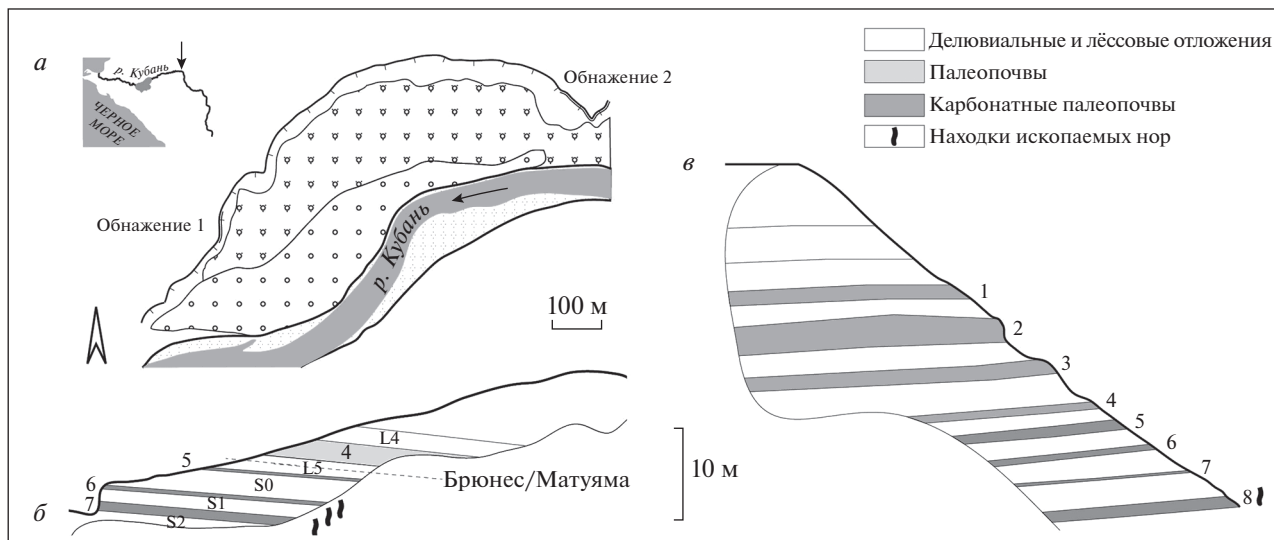 а
р. Кубань
ЧЕРНОЕ
МОРЕ
Обнажение 2
Обнажение 1
р. Кубань
100 м
Делювиальные и лёссовые отложения
Палеопочвы
Карбонатные палеопочвы
Находки ископаемых нор
б
L4
4
L5
5
S0
6
S1
7
S2
Брюнес/Матуяма
10 м
в
1
2
3
4
5
6
7
8